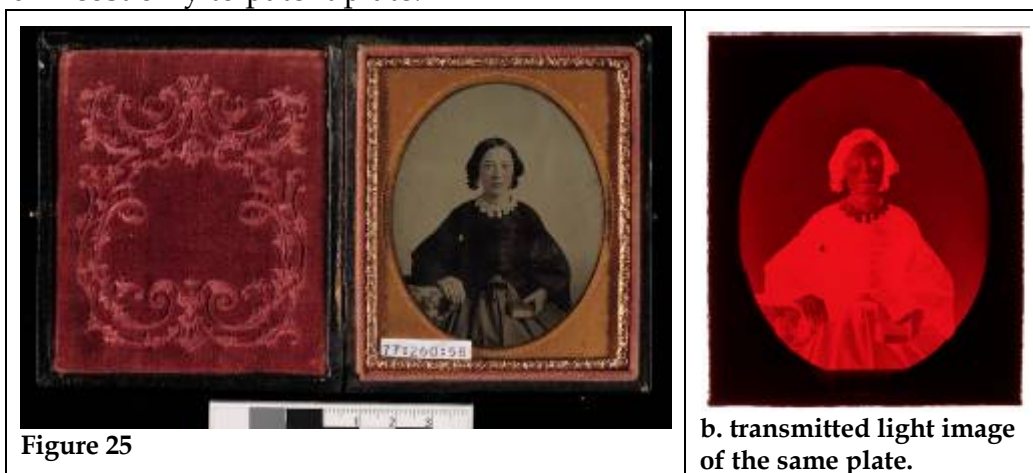 77:260:58
1 2 3
Figure 25
b. transmitted light image
of the same plate.